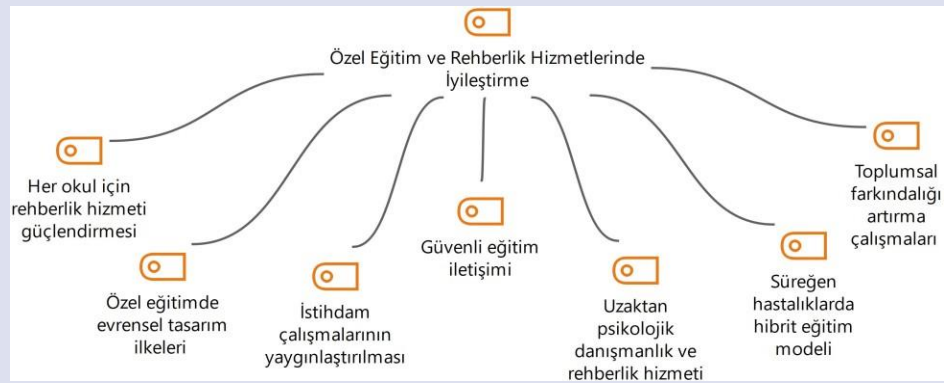 Özel Eğitim ve Rehberlik Hizmetlerinde
İyileştirme
Her okul için
rehberlik hizmeti
güçlendirmesi
Özel eğitimde
evrensel tasarım
ilkeleri
İstihdam
çalışmalarının
yaygınlaştırılması
Güvenli eğitim
iletişimi
Uzaktan
psikolojik
danışmanlık ve
rehberlik hizmeti
Süreğen
hastalıklarda
hibrit eğitim
modeli
Toplumsal
farkındalığı
artırma
çalışmaları